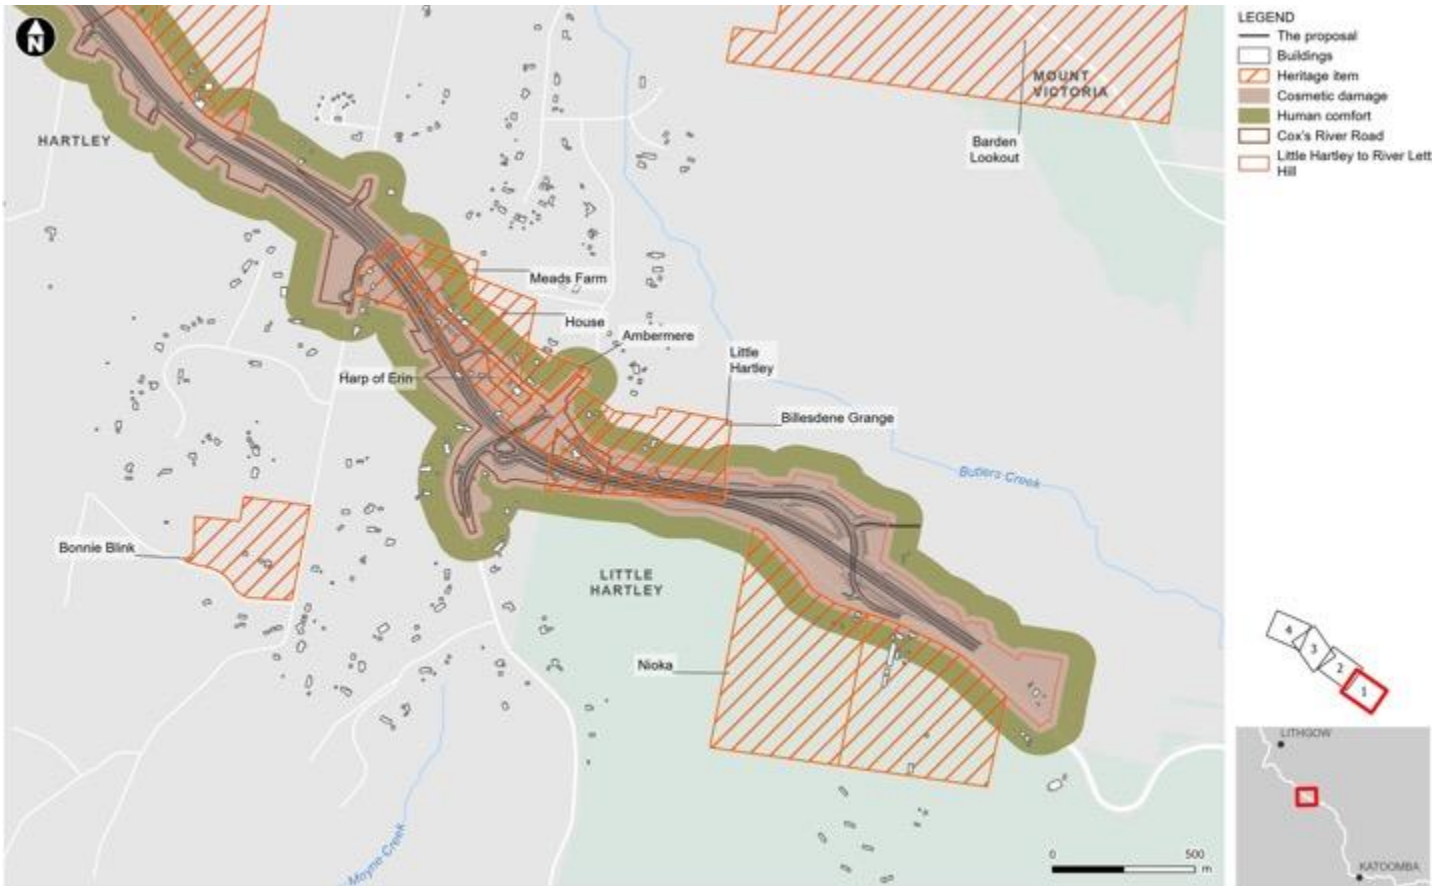 N
LEGEND
The proposal
Buildings
Heritage item
Cosmetic damage
Human comfort
Cox's River Road
Little Hartley to River Lett
Hill
MOUNT
VICTORIA
HARTLEY
Barden
Lookout
Meads Farm
House
Ambermere
Little
Hartley
Harp of Erin
Billesdene Grange
Butlers Creek
Bonnie Blink
LITTLE
HARTLEY
Nioka
Moyne Creek
4
3
2
1
LITHGOW
KATOOMBA
0
500
m